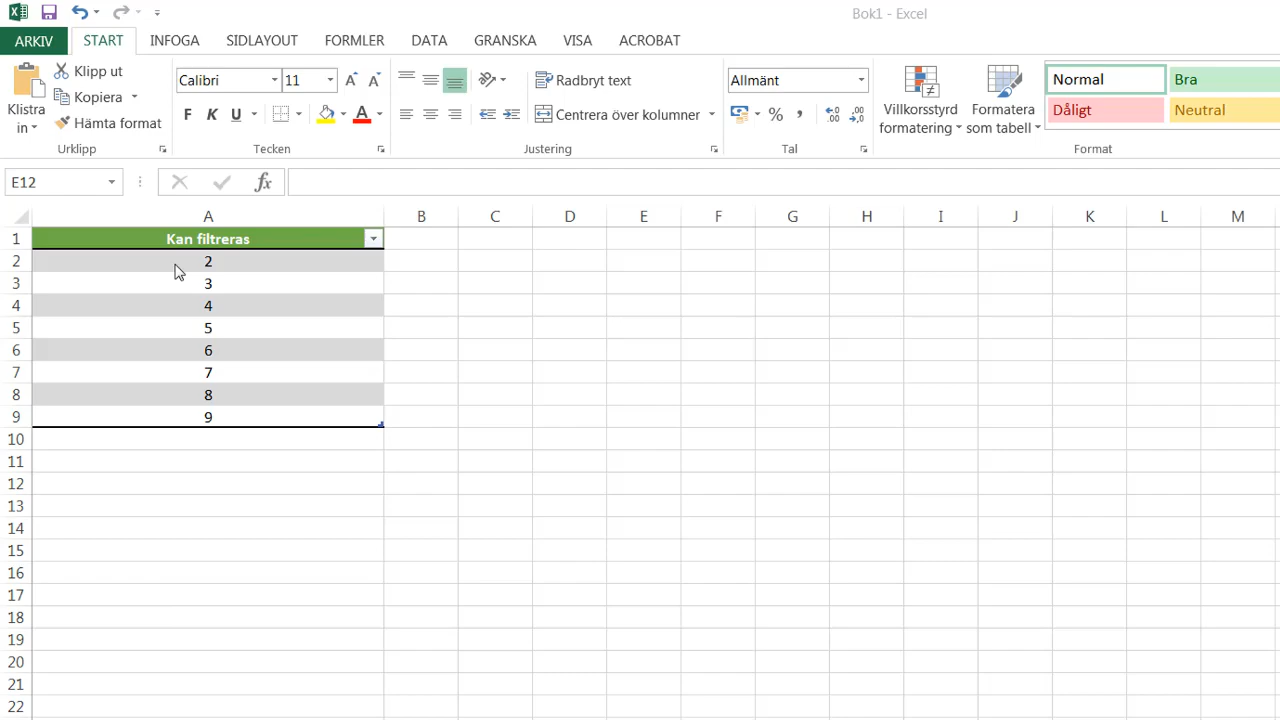 Bok1 - Excel
ARKIV START INFOGA SIDLAYOUT FORMLER DATA GRANSKA VISA ACROBAT
Klistra in
Klipp ut
Kopiera
Hämta format
Urklipp
Calibri 11 A A
F K U A
Tecken
Radbryt text
Centrera över kolumner
Justering
Allmänt
% , ,00 ,0 ,00
Tal
Villkorsstyrd formatering
Formatera som tabell
Normal Bra
Dåligt Neutral
Format
E12 fx
A B C D E F G H I J K L M
1 Kan filtreras
2 2
3 3
4 4
5 5
6 6
7 7
8 8
9 9
10
11
12
13
14
15
16
17
18
19
20
21
22